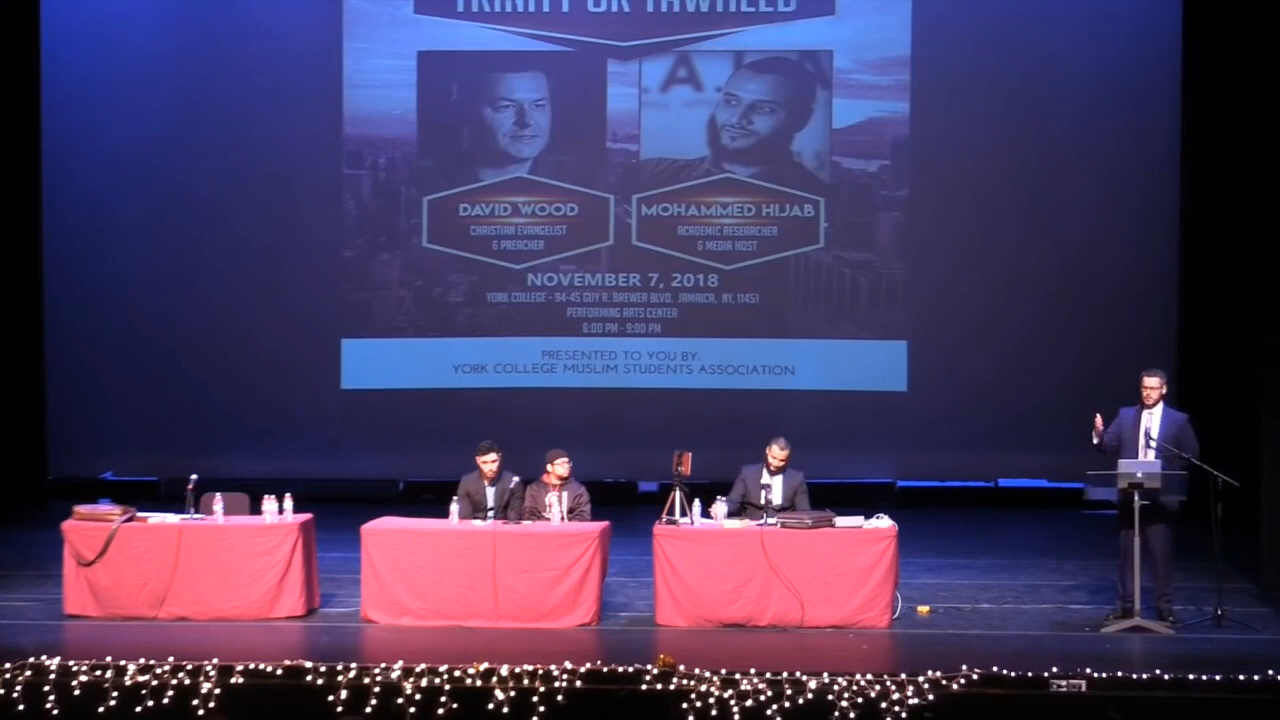 TRINITY OR TAWHEED
DAVID WOOD
CHRISTIAN EVANGELIST
& PREACHER
MOHAMMED HIJAB
ACADEMIC RESEARCHER
& MEDIA HOST
NOVEMBER 7, 2018
YORK COLLEGE - 94-45 GUY R. BREWER BLVD. JAMAICA, NY, 11451
PERFORMING ARTS CENTER
6:00 PM - 9:00 PM
PRESENTED TO YOU BY:
YORK COLLEGE MUSLIM STUDENTS ASSOCIATION